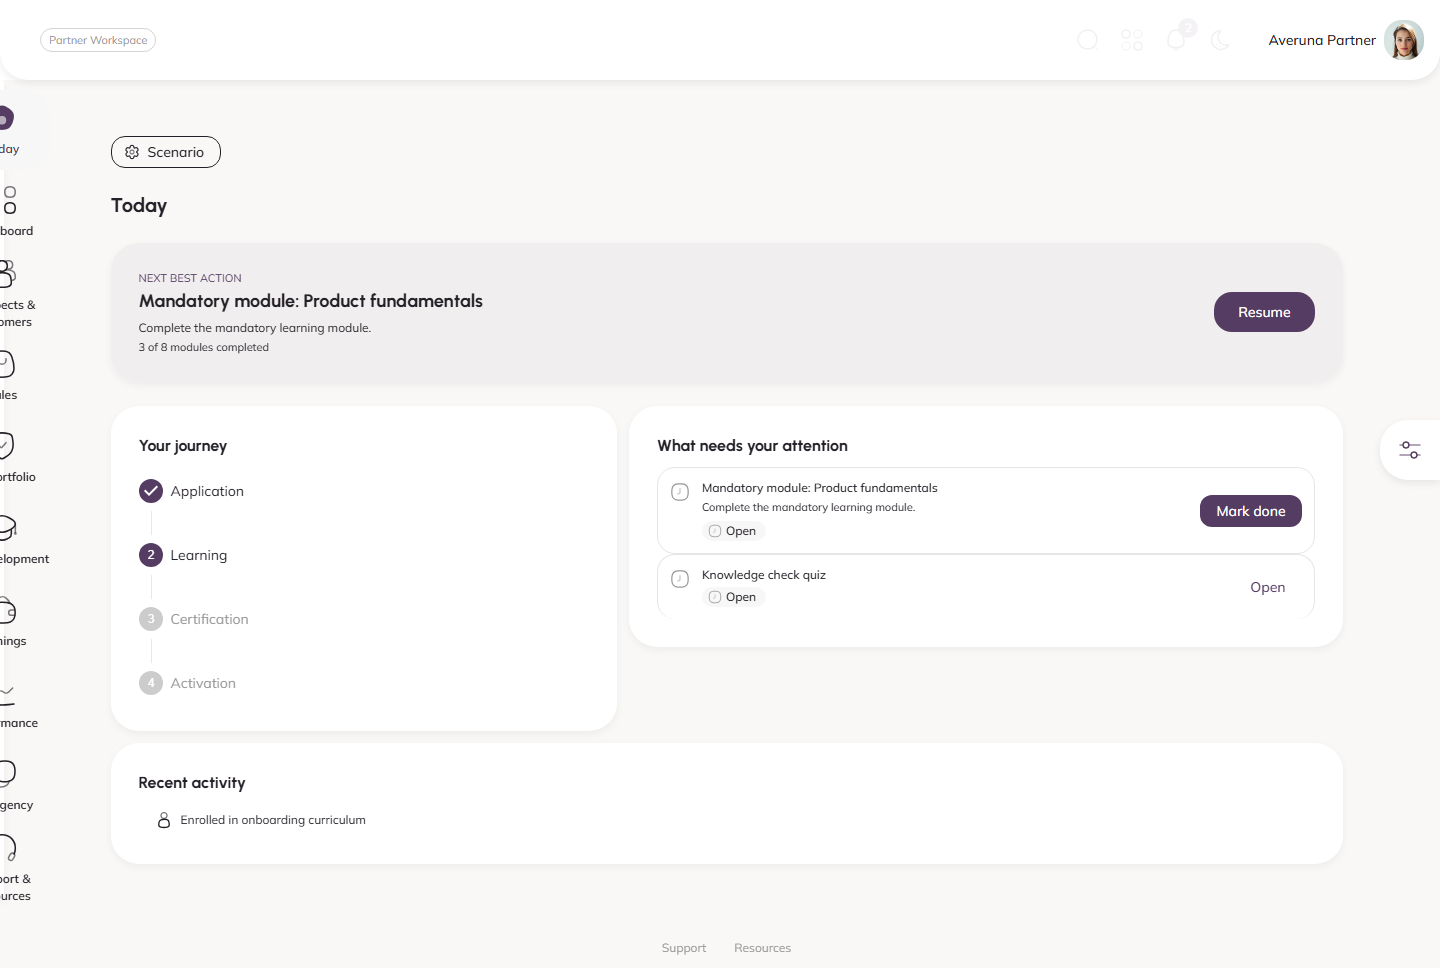 Partner Workspace
2
Averuna Partner
Scenario
Today
NEXT BEST ACTION
Mandatory module: Product fundamentals
Complete the mandatory learning module.
3 of 8 modules completed
Resume
Your journey
Application
2 Learning
3 Certification
4 Activation
What needs your attention
Mandatory module: Product fundamentals
Complete the mandatory learning module.
Open
Mark done
Knowledge check quiz
Open
Open
Recent activity
Enrolled in onboarding curriculum
day
board
ects &
omers
les
rtfolio
elopment
nings
rmance
gency
ort &
urces
Support
Resources